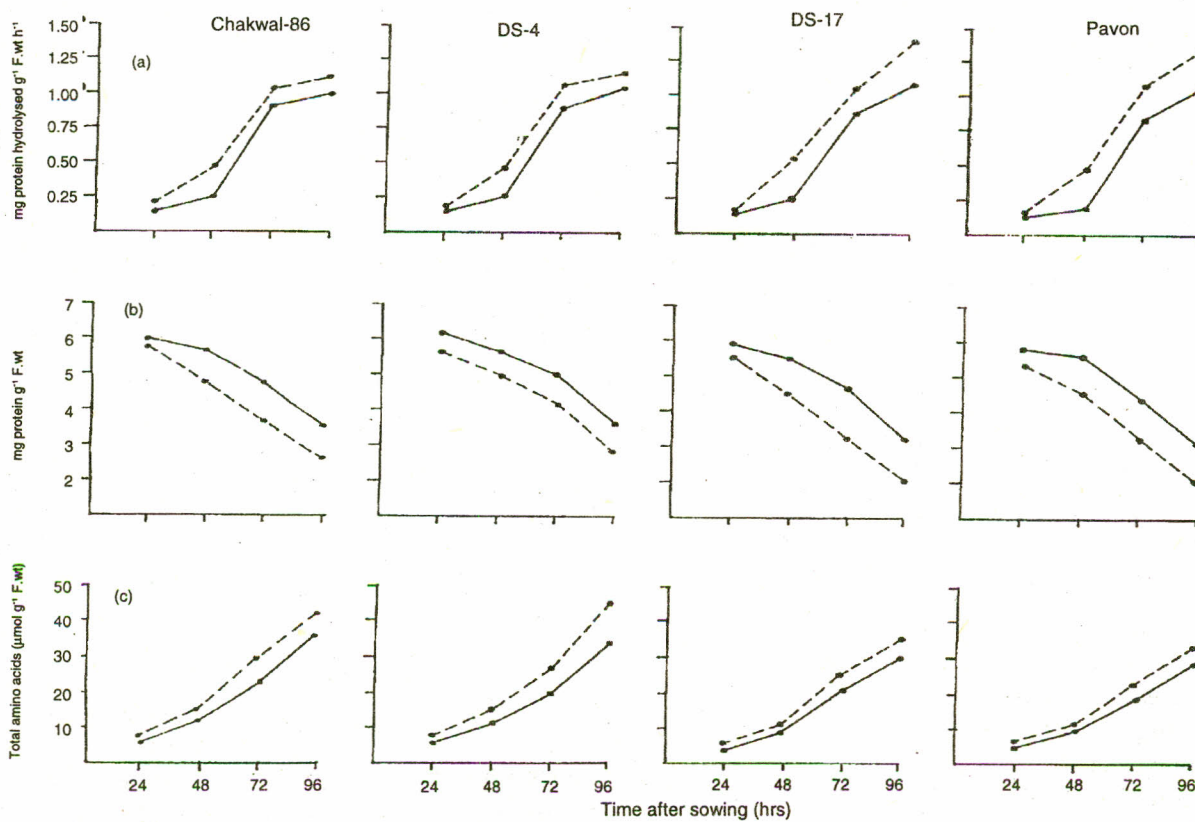 Chakwal-86
DS-4
DS-17
Pavon
mg protein hydrolysed g⁻¹ F.wt h⁻¹
(a)
1.50
1.25
1.00
0.75
0.50
0.25
mg protein g⁻¹ F.wt
(b)
7
6
5
4
3
2
Total amino acids (µmol g⁻¹ F.wt)
(c)
50
40
30
20
10
24 48 72 96
24 48 72 96
24 48 72 96
24 48 72 96
Time after sowing (hrs)